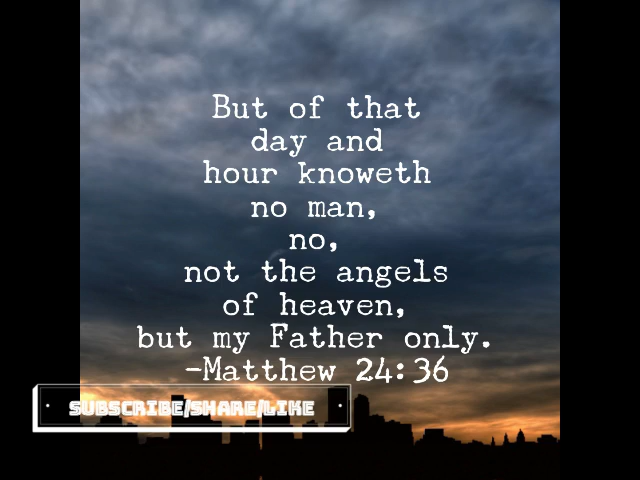 But of that
day and
hour knoweth
no man,
no,
not the angels
of heaven,
but my Father only.
-Matthew 24:36
SUBSCRIBE/SHARE/LIKE